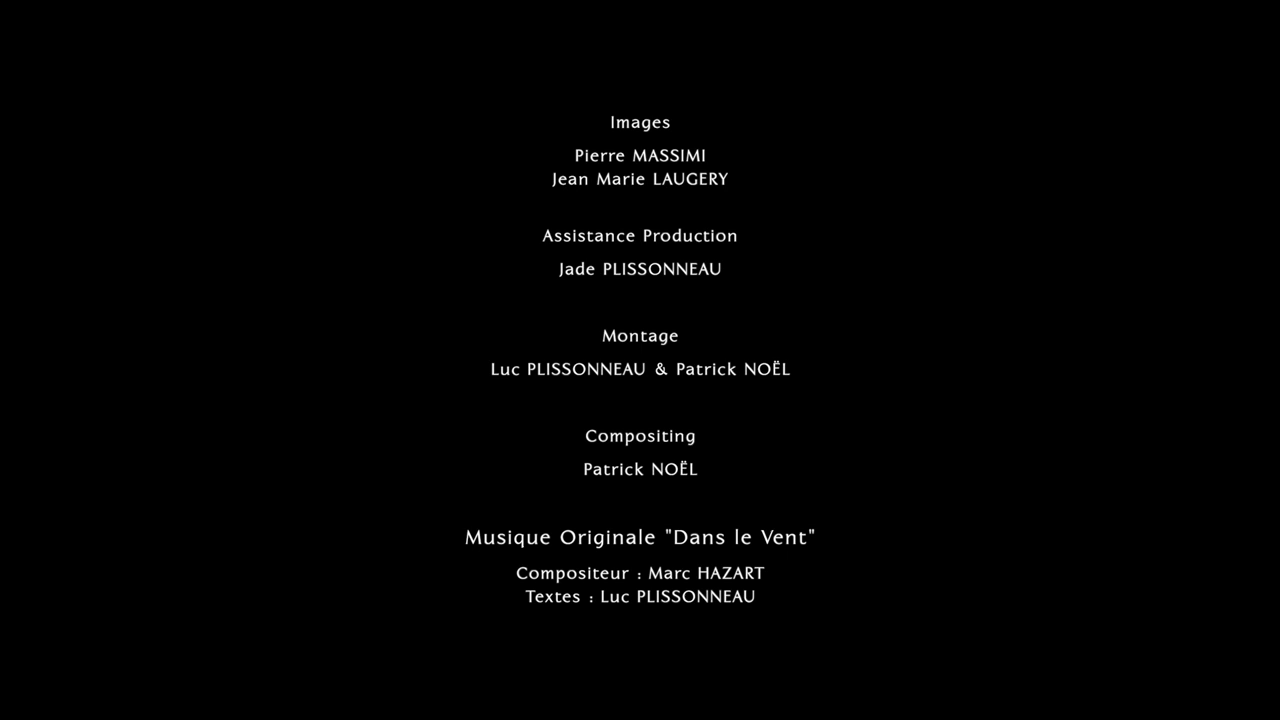 Images
Pierre MASSIMI
Jean Marie LAUGERY
Assistance Production
Jade PLISSONNEAU
Montage
Luc PLISSONNEAU & Patrick NOËL
Compositing
Patrick NOËL
Musique Originale "Dans le Vent"
Compositeur : Marc HAZART
Textes : Luc PLISSONNEAU